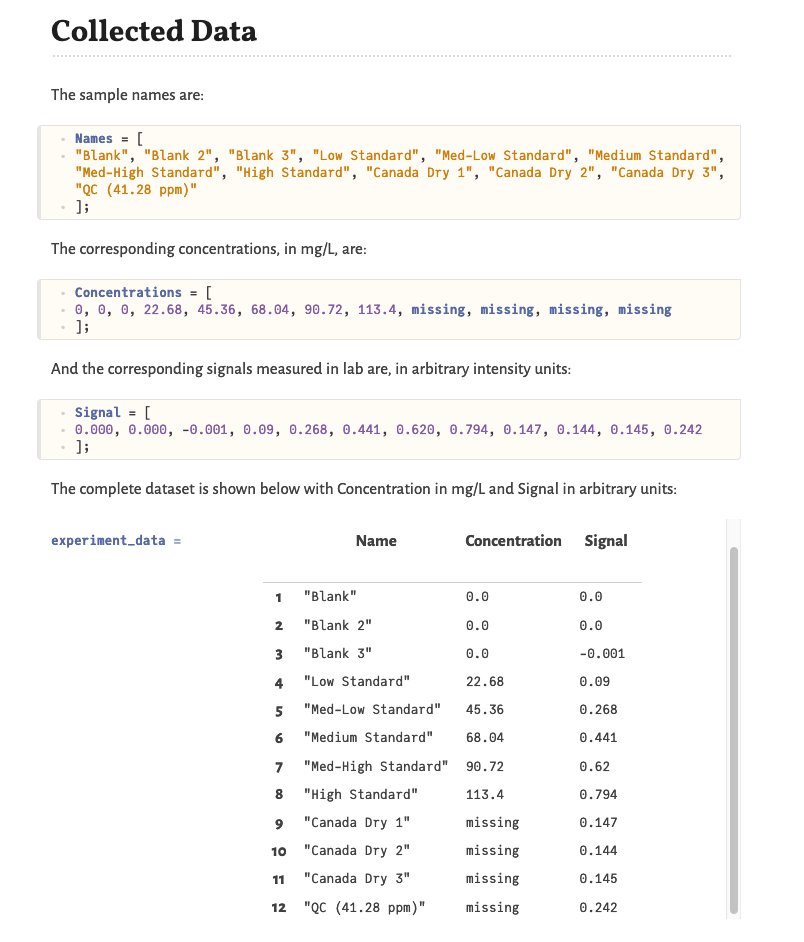 Collected Data
The sample names are:
Names = [
"Blank", "Blank 2", "Blank 3", "Low Standard", "Med-Low Standard", "Medium Standard",
"Med-High Standard", "High Standard", "Canada Dry 1", "Canada Dry 2", "Canada Dry 3",
"QC (41.28 ppm)"
];
The corresponding concentrations, in mg/L, are:
Concentrations = [
0, 0, 0, 22.68, 45.36, 68.04, 90.72, 113.4, missing, missing, missing, missing
];
And the corresponding signals measured in lab are, in arbitrary intensity units:
Signal = [
0.000, 0.000, -0.001, 0.09, 0.268, 0.441, 0.620, 0.794, 0.147, 0.144, 0.145, 0.242
];
The complete dataset is shown below with Concentration in mg/L and Signal in arbitrary units:
experiment_data = Name Concentration Signal
1 "Blank" 0.0 0.0
2 "Blank 2" 0.0 0.0
3 "Blank 3" 0.0 -0.001
4 "Low Standard" 22.68 0.09
5 "Med-Low Standard" 45.36 0.268
6 "Medium Standard" 68.04 0.441
7 "Med-High Standard" 90.72 0.62
8 "High Standard" 113.4 0.794
9 "Canada Dry 1" missing 0.147
10 "Canada Dry 2" missing 0.144
11 "Canada Dry 3" missing 0.145
12 "QC (41.28 ppm)" missing 0.242